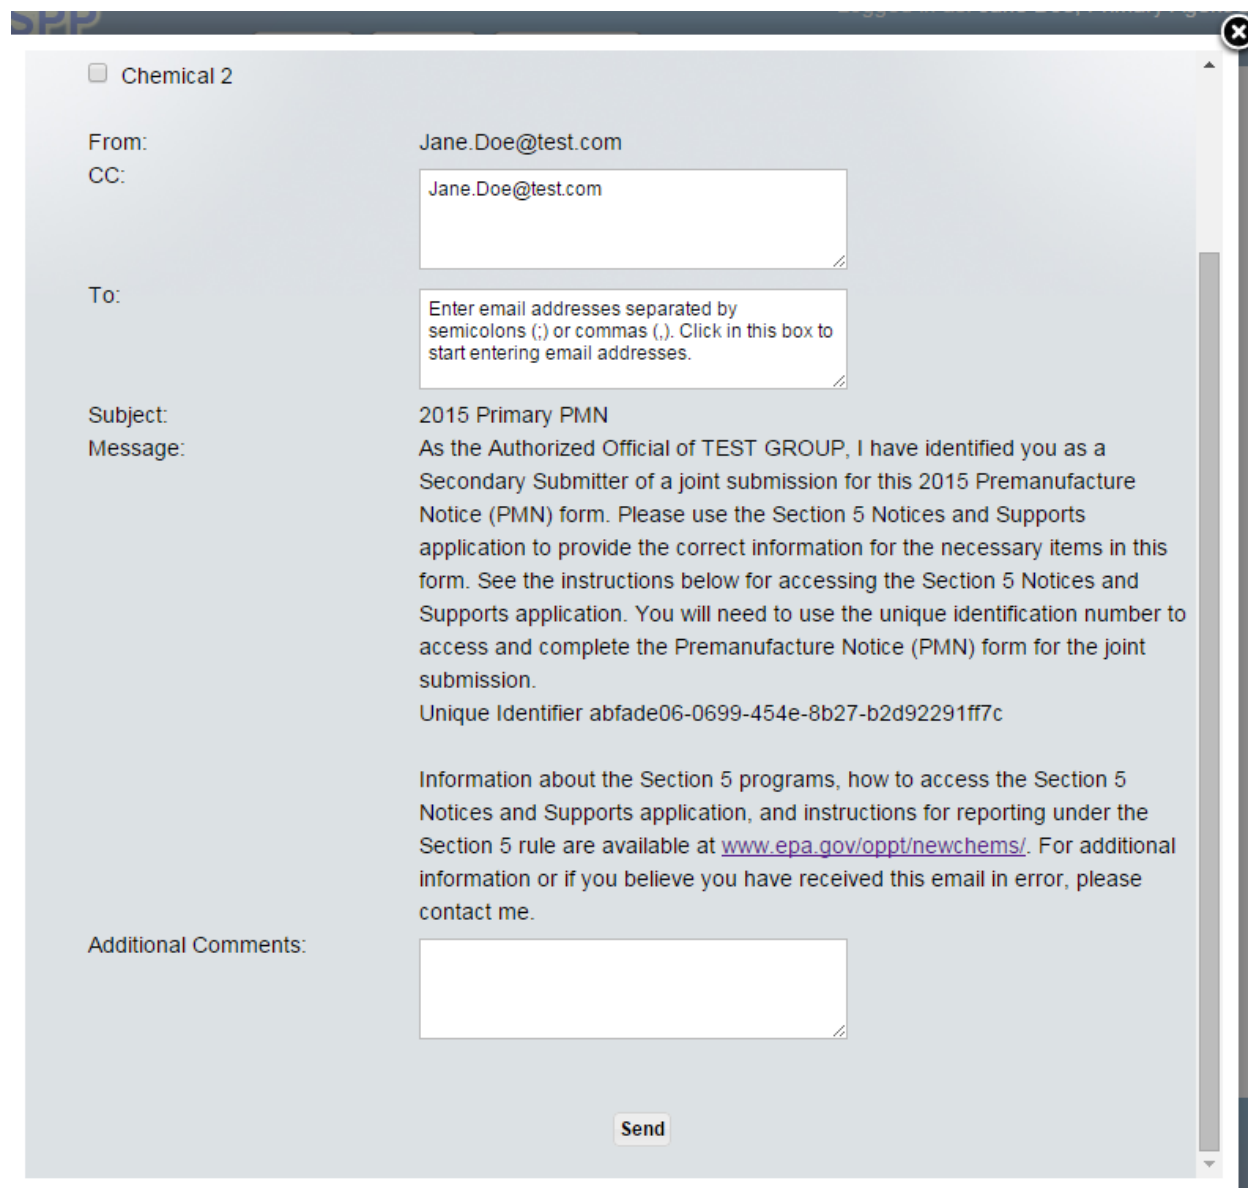 SPP
Chemical 2
From: Jane.Doe@test.com
CC: Jane.Doe@test.com
To: Enter email addresses separated by
semicolons (;) or commas (,). Click in this box to
start entering email addresses.
Subject: 2015 Primary PMN
Message: As the Authorized Official of TEST GROUP, I have identified you as a
Secondary Submitter of a joint submission for this 2015 Premanufacture
Notice (PMN) form. Please use the Section 5 Notices and Supports
application to provide the correct information for the necessary items in this
form. See the instructions below for accessing the Section 5 Notices and
Supports application. You will need to use the unique identification number to
access and complete the Premanufacture Notice (PMN) form for the joint
submission.
Unique Identifier abfade06-0699-454e-8b27-b2d92291ff7c
Information about the Section 5 programs, how to access the Section 5
Notices and Supports application, and instructions for reporting under the
Section 5 rule are available at www.epa.gov/oppt/newchems/. For additional
information or if you believe you have received this email in error, please
contact me.
Additional Comments:
Send